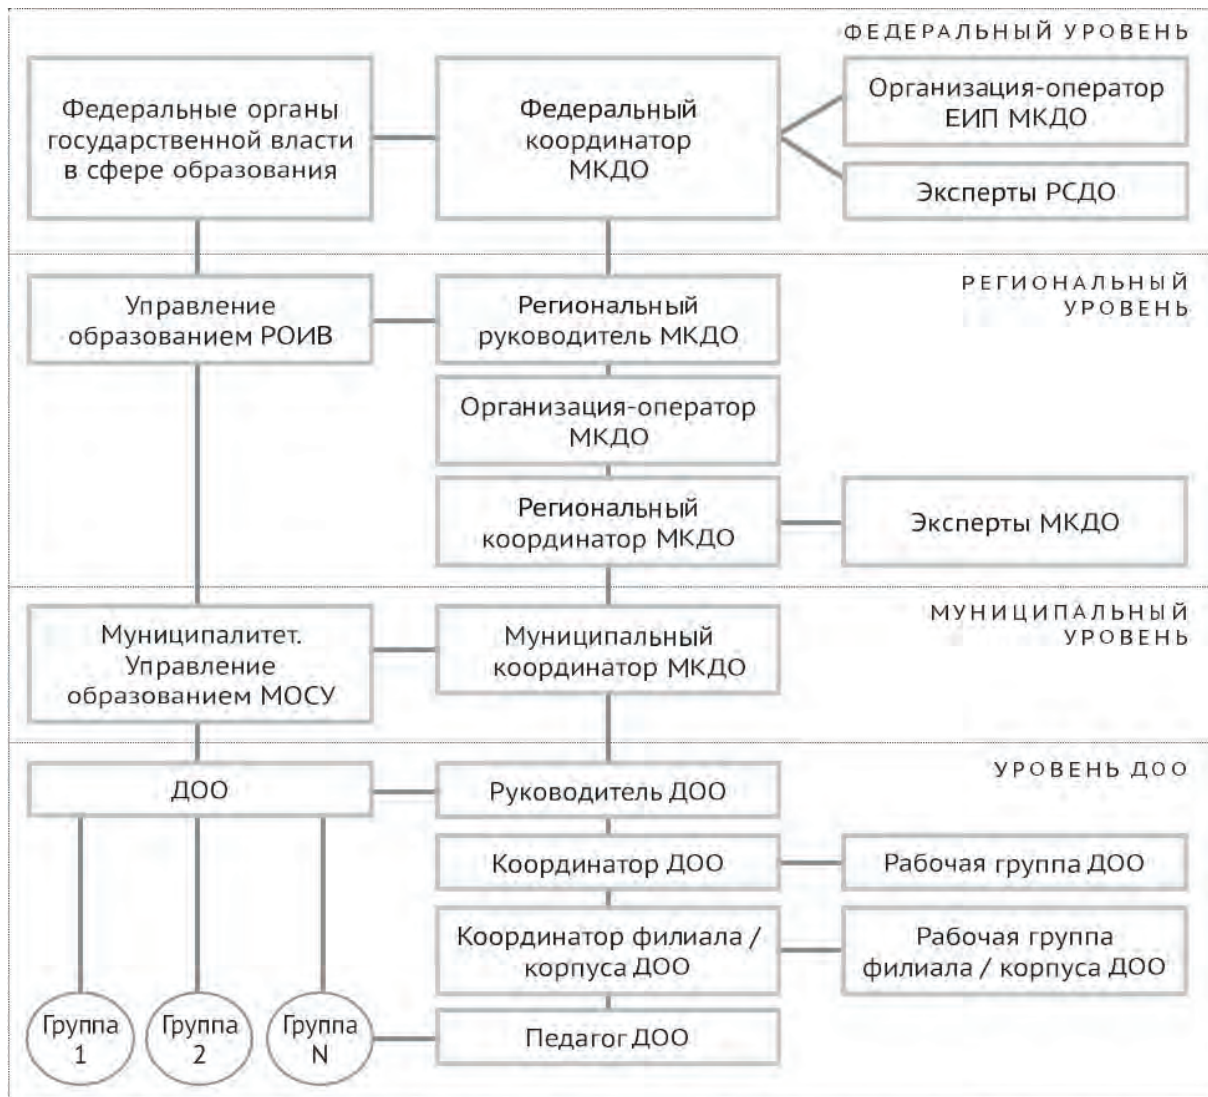 ФЕДЕРАЛЬНЫЙ УРОВЕНЬ
Федеральные органы
государственной власти
в сфере образования
Федеральный
координатор
МКДО
Организация-оператор
ЕИП МКДО
Эксперты РСДО
РЕГИОНАЛЬНЫЙ
УРОВЕНЬ
Управление
образованием РОИВ
Региональный
руководитель МКДО
Организация-оператор
МКДО
Региональный
координатор МКДО
Эксперты МКДО
МУНИЦИПАЛЬНЫЙ
УРОВЕНЬ
Муниципалитет.
Управление
образованием МОСУ
Муниципальный
координатор МКДО
УРОВЕНЬ ДОО
ДОО
Руководитель ДОО
Координатор ДОО
Рабочая группа ДОО
Координатор филиала /
корпуса ДОО
Рабочая группа
филиала / корпуса ДОО
Группа
1
Группа
2
Группа
N
Педагог ДОО